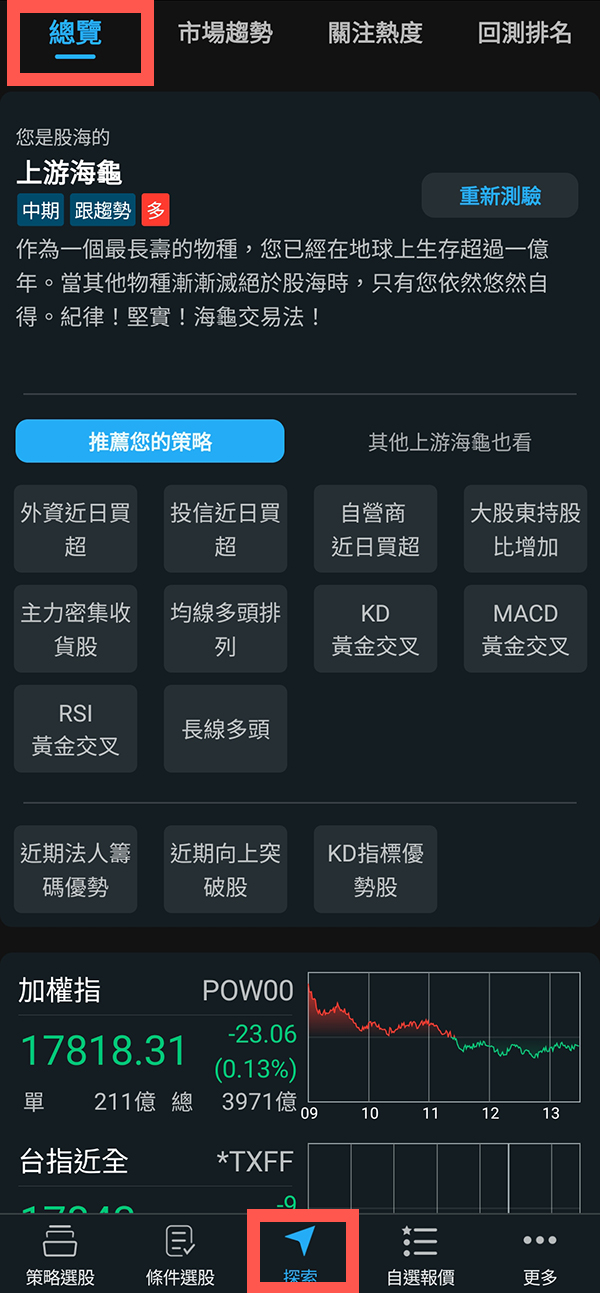 總覽 市場趨勢 關注熱度 回測排名
您是股海的
上游海龜
重新測驗
中期 跟趨勢 多
作為一個最長壽的物種，您已經在地球上生存超過一億
年。當其他物種漸漸滅絕於股海時，只有您依然悠然自
得。紀律！堅實！海龜交易法！
推薦您的策略 其他上游海龜也看
外資近日買
超
投信近日買
超
自營商
近日買超
大股東持股
比增加
主力密集收
貨股
均線多頭排
列
KD
黃金交叉
MACD
黃金交叉
RSI
黃金交叉
長線多頭
近期法人籌
碼優勢
近期向上突
破股
KD指標優
勢股
加權指 POW00
17818.31 -23.06
(0.13%)
單 211億 總 3971億
09 10 11 12 13
台指近全 *TXFF
-9
策略選股 條件選股 探索 自選報價 更多